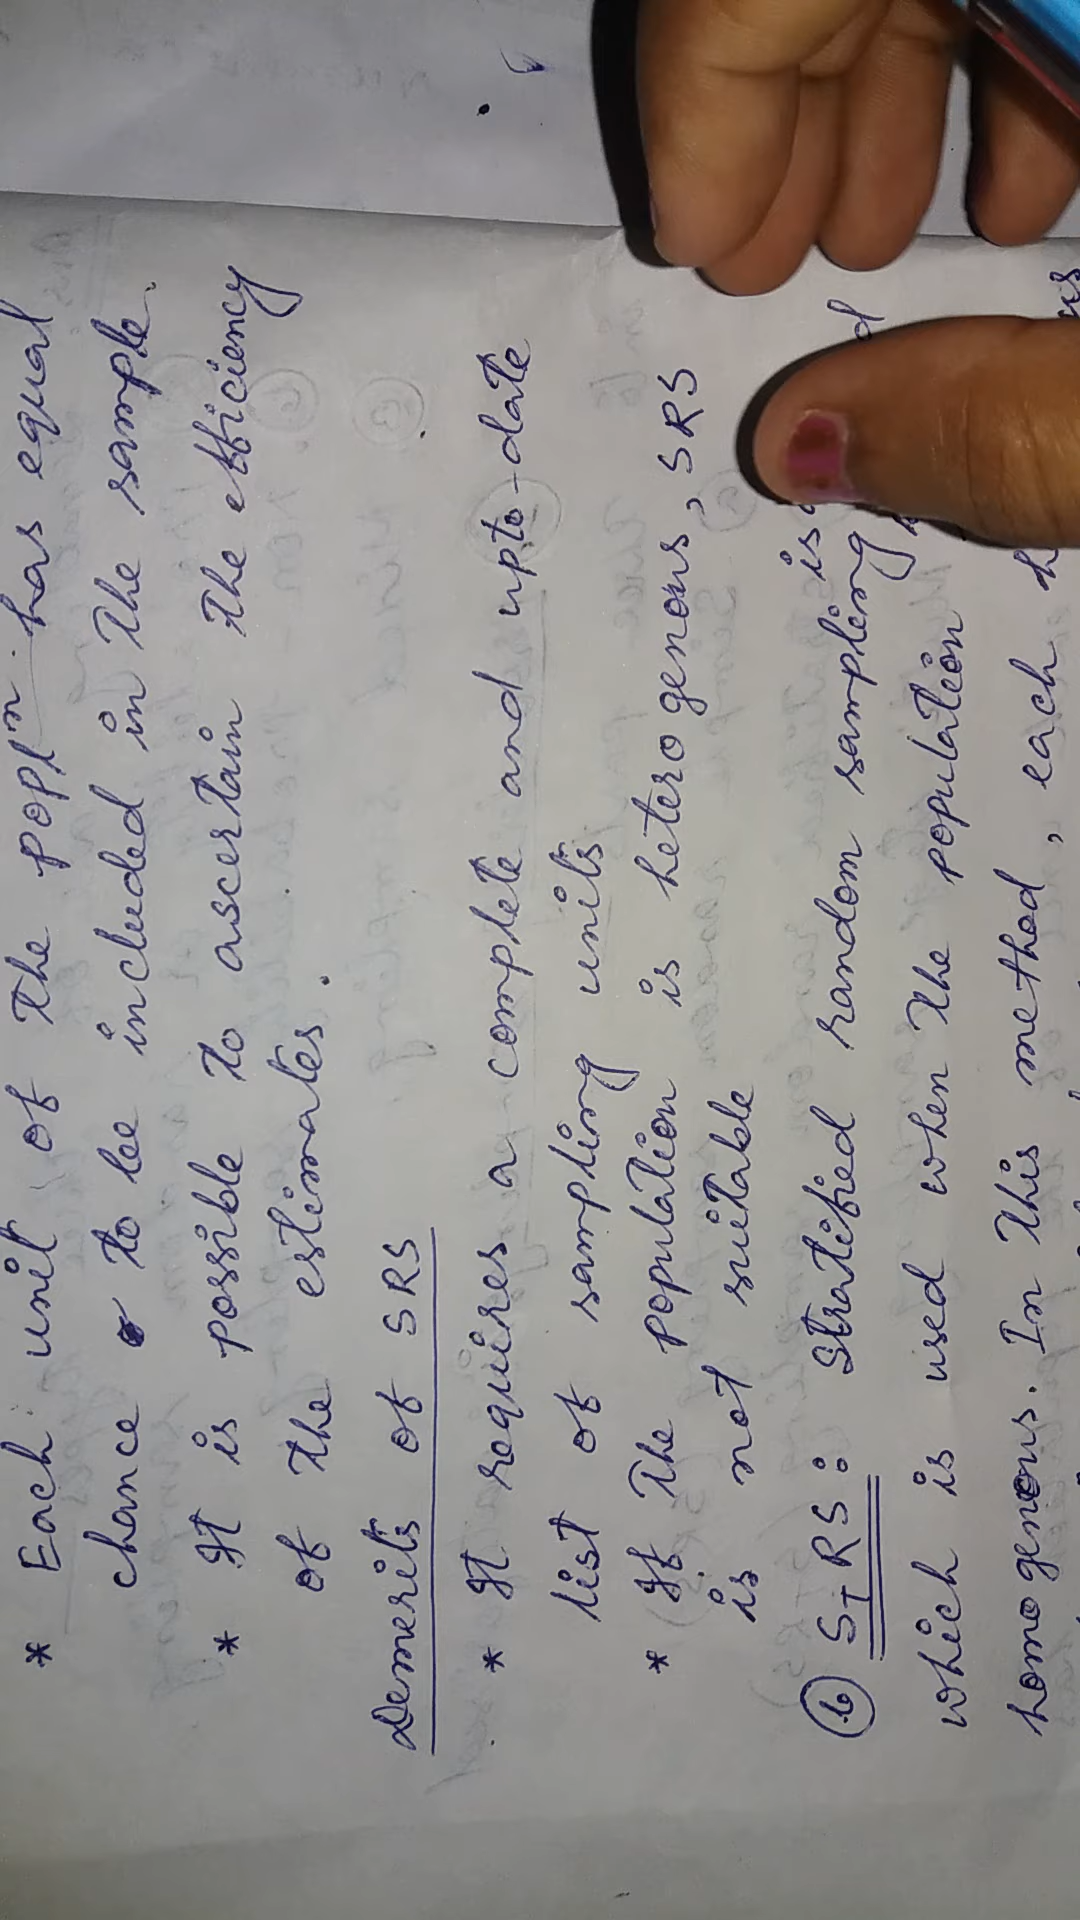 * Each unit of the popl'n has equal
chance to be included in the sample.
* It is possible to ascertain the efficiency
of the estimates.
Demerits of SRS
* It requires a complete and upto-date
list of sampling units
* If the population is heterogenous, SRS
is not suitable
(b) STRS: Stratified random sampling is
which is used when the population
homogenous. In this method, each